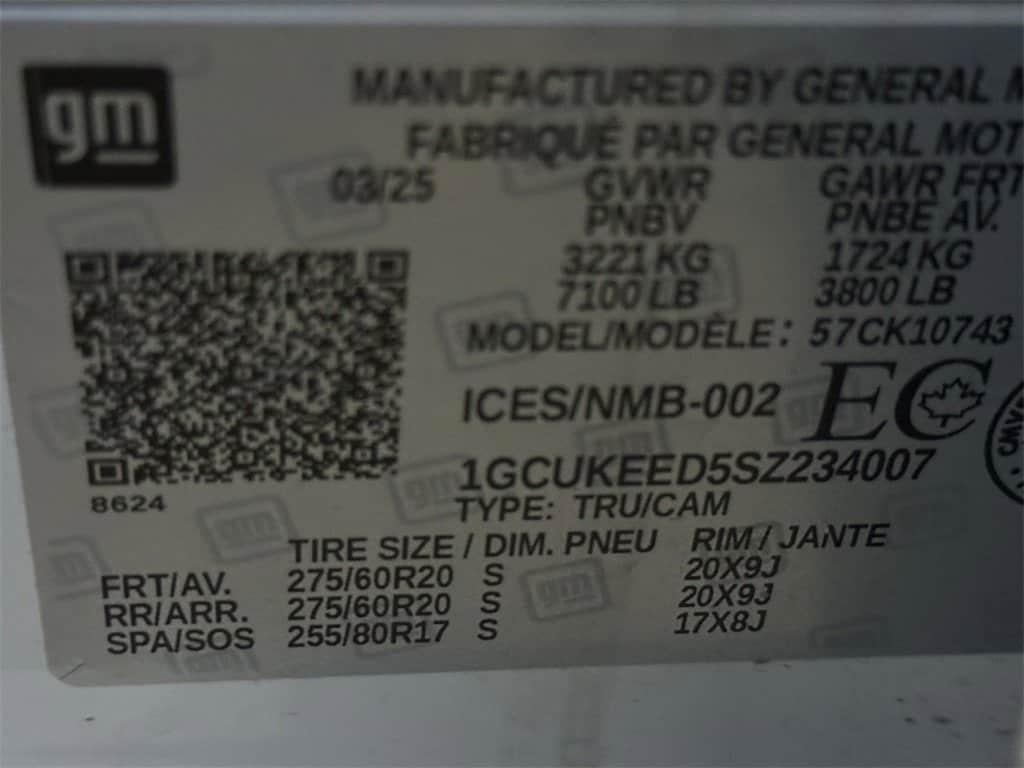 gm
MANUFACTURED BY GENERAL
FABRIQUÉ PAR GENERAL
03/25 GVWR GAWR FRT
PNBV PNBE AV.
3221 KG 1724 KG
7100 LB 3800 LB
MODEL/MODÈLE: 57CK10743
ICES/NMB-002 EC
1GCUKEED5SZ234007
8624
TYPE: TRU/CAM
TIRE SIZE / DIM. PNEU RIM / JANTE
FRT/AV. 275/60R20 S 20X9J
RR/ARR. 275/60R20 S 20X9J
SPA/SOS 255/80R17 S 17X8J